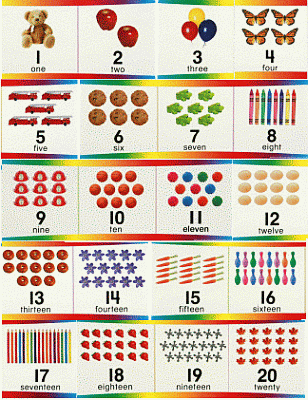 1 2 3 4
one two three four
5 6 7 8
five six seven eight
9 10 11 12
nine ten eleven twelve
13 14 15 16
thirteen fourteen fifteen sixteen
17 18 19 20
seventeen eighteen nineteen twenty